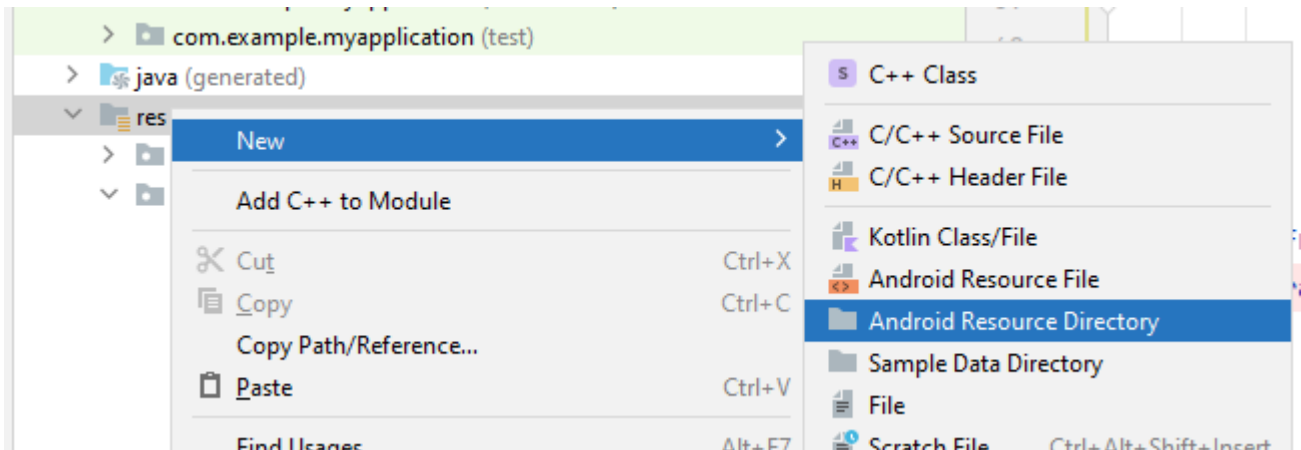 com.example.myapplication (test)
java (generated)
res
New
Add C++ to Module
Cut Ctrl+X
Copy Ctrl+C
Copy Path/Reference...
Paste Ctrl+V
Find Usages Alt+F7
S C++ Class
C++ C/C++ Source File
H C/C++ Header File
Kotlin Class/File
Android Resource File
Android Resource Directory
Sample Data Directory
File
Scratch File Ctrl+Alt+Shift+Insert